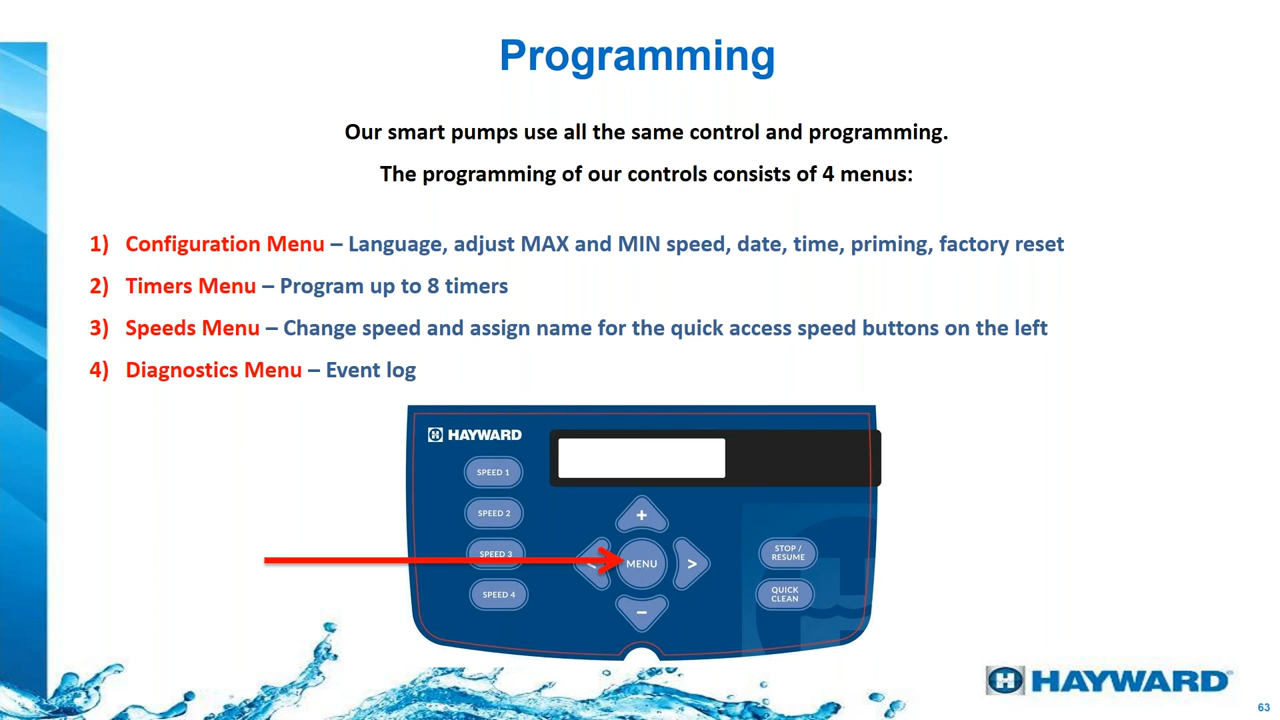 Programming
Our smart pumps use all the same control and programming.
The programming of our controls consists of 4 menus:
1) Configuration Menu – Language, adjust MAX and MIN speed, date, time, priming, factory reset
2) Timers Menu – Program up to 8 timers
3) Speeds Menu – Change speed and assign name for the quick access speed buttons on the left
4) Diagnostics Menu – Event log
HAYWARD
SPEED 1
SPEED 2
SPEED 3
SPEED 4
+
<
MENU
>
−
STOP /
RESUME
QUICK
CLEAN
HAYWARD
63